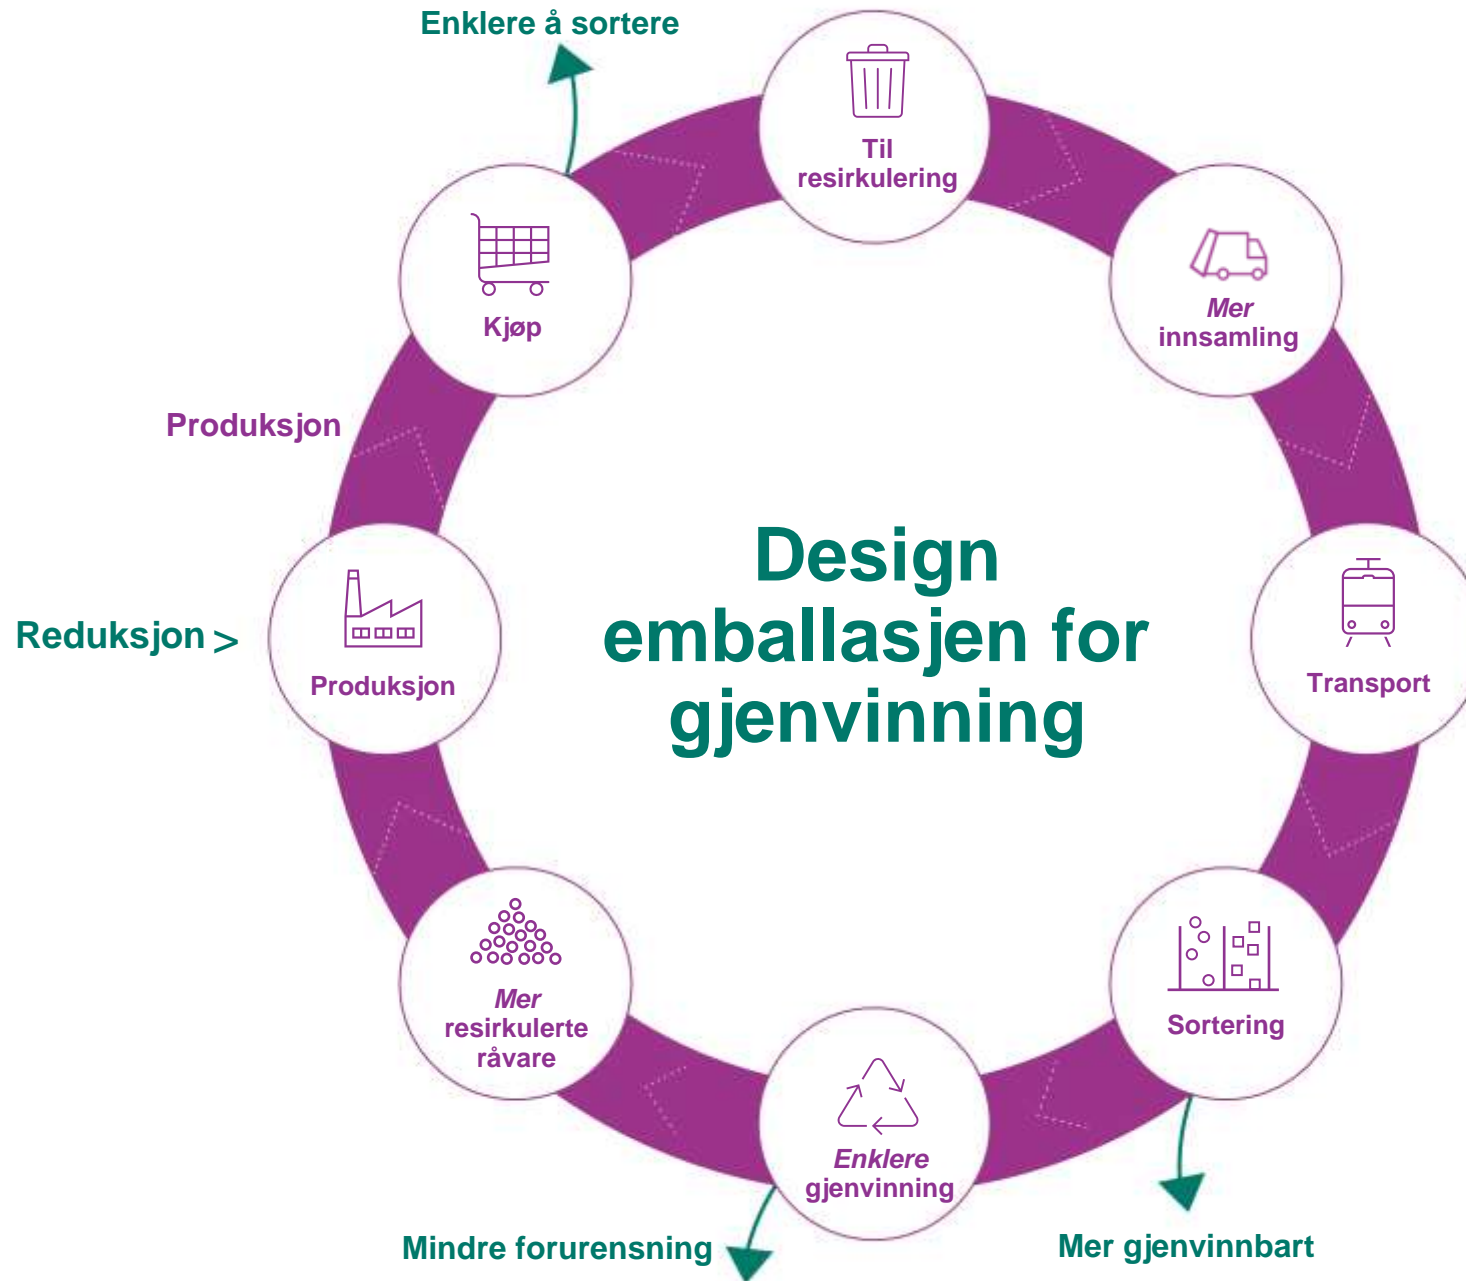 Enklere å sortere
Til
resirkulering
Mer
innsamling
Kjøp
Produksjon
Design
emballasjen for
gjenvinning
Reduksjon >
Produksjon
Transport
Mer
resirkulerte
råvare
Sortering
Enklere
gjenvinning
Mindre forurensning
Mer gjenvinnbart